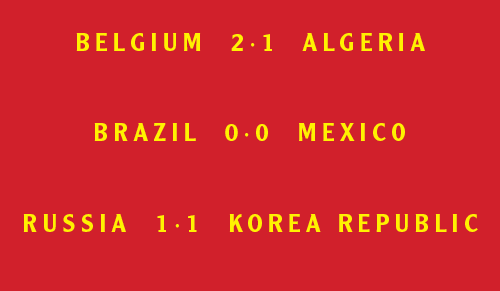 BELGIUM 2·1 ALGERIA
BRAZIL 0·0 MEXICO
RUSSIA 1·1 KOREA REPUBLIC